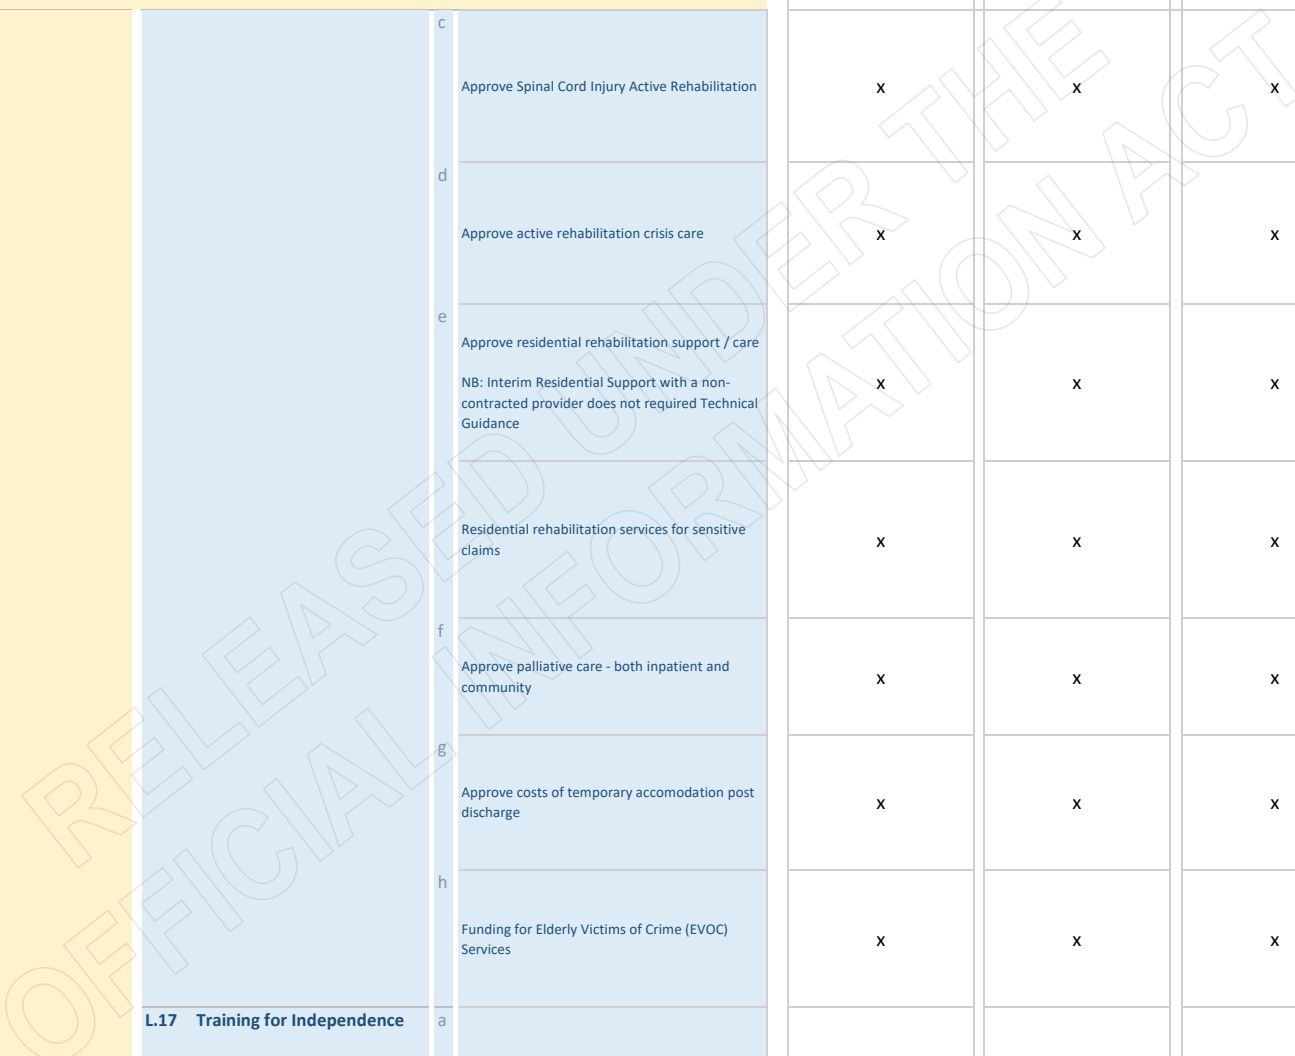 c
Approve Spinal Cord Injury Active Rehabilitation
x x x
d
Approve active rehabilitation crisis care
x x x
e
Approve residential rehabilitation support / care
NB: Interim Residential Support with a non-
contracted provider does not required Technical
Guidance
x x x
Residential rehabilitation services for sensitive
claims
x x x
f
Approve palliative care - both inpatient and
community
x x x
g
Approve costs of temporary accomodation post
discharge
x x x
h
Funding for Elderly Victims of Crime (EVOC)
Services
x x x
L.17 Training for Independence a
RELEASED UNDER THE
OFFICIAL INFORMATION ACT